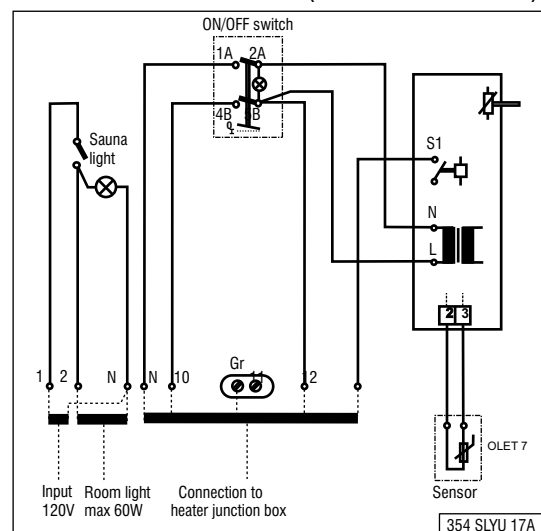 ON/OFF switch
1A 2A
4B 5B
Sauna
light
S1
N
L
2 3
1 2 N N 10 Gr 11 12
OLET 7
Input
120V
Room light
max 60W
Connection to
heater junction box
Sensor
354 SLYU 17A